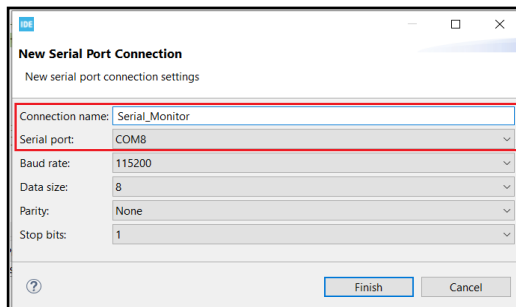 IDE
New Serial Port Connection
New serial port connection settings
Connection name: Serial_Monitor
Serial port: COM8
Baud rate: 115200
Data size: 8
Parity: None
Stop bits: 1
? Finish Cancel